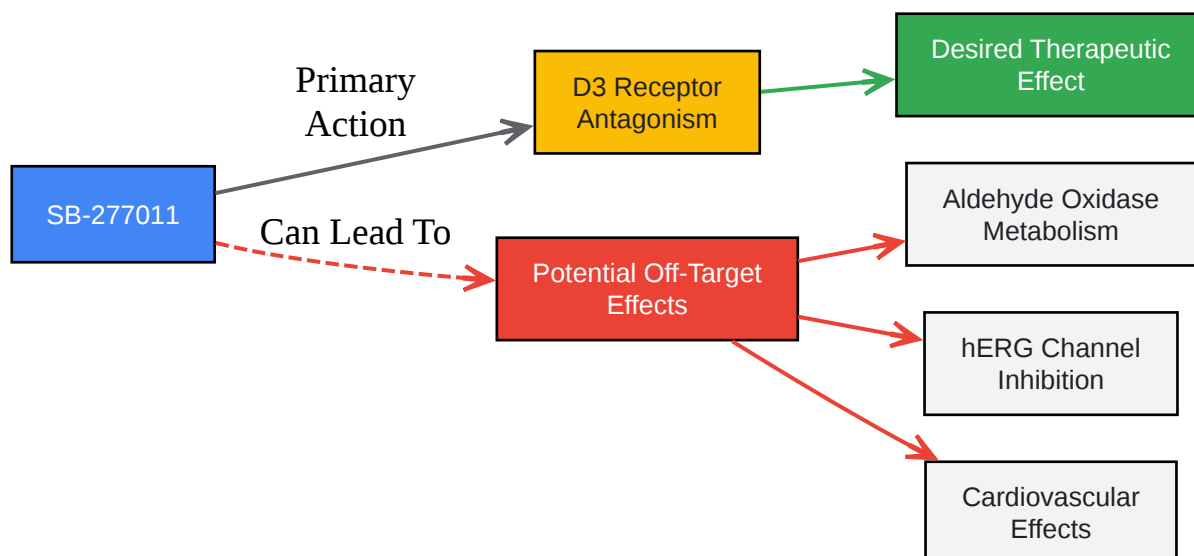 Primary
Action
D3 Receptor
Antagonism
Desired Therapeutic
Effect
SB-277011
Can Lead To
Potential Off-Target
Effects
Aldehyde Oxidase
Metabolism
hERG Channel
Inhibition
Cardiovascular
Effects